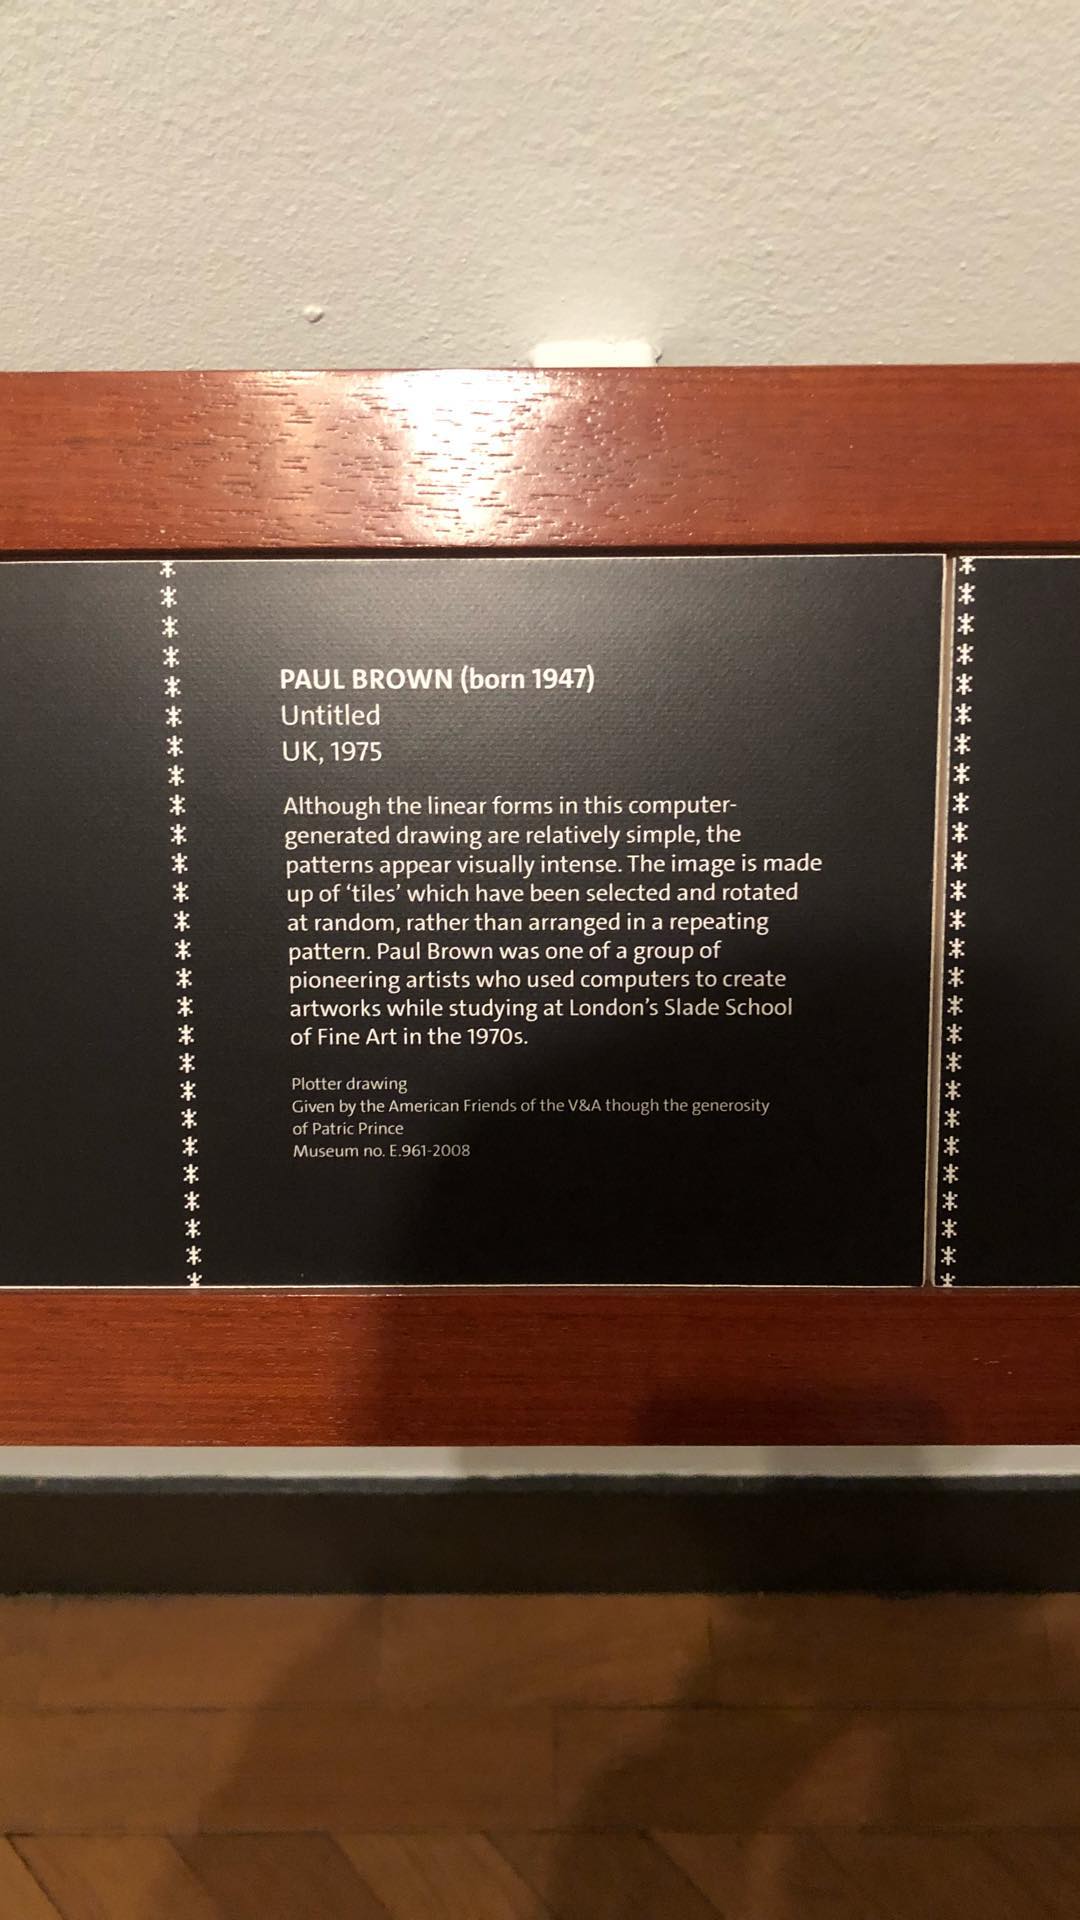 PAUL BROWN (born 1947)
Untitled
UK, 1975
Although the linear forms in this computer-
generated drawing are relatively simple, the
patterns appear visually intense. The image is made
up of ‘tiles’ which have been selected and rotated
at random, rather than arranged in a repeating
pattern. Paul Brown was one of a group of
pioneering artists who used computers to create
artworks while studying at London’s Slade School
of Fine Art in the 1970s.
Plotter drawing
Given by the American Friends of the V&A though the generosity
of Patric Prince
Museum no. E.961-2008